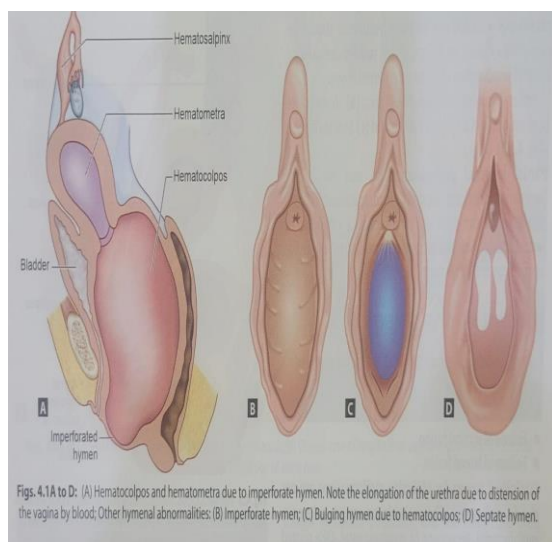 Hematosalpinx
Hematometra
Hematocolpos
Bladder
A
B
C
D
Imperforated
hymen
Figs. 4.1A to D: (A) Hematocolpos and hematometra due to imperforate hymen. Note the elongation of the urethra due to distension of
the vagina by blood; Other hymenal abnormalities: (B) Imperforate hymen; (C) Bulging hymen due to hematocolpos; (D) Septate hymen.